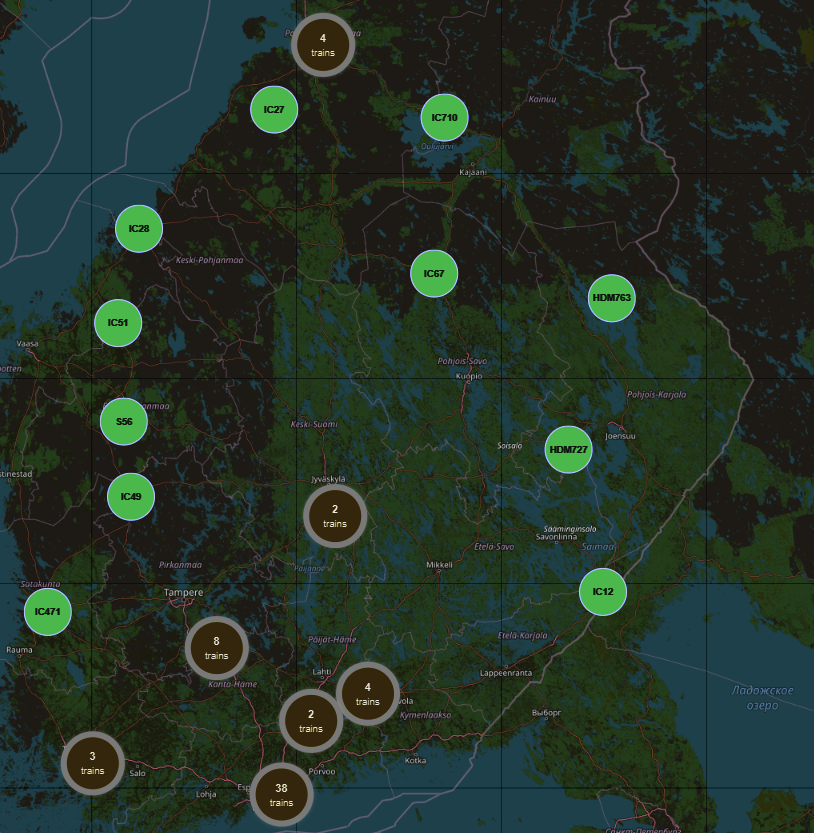 4
trains
IC27
IC710
Kainuu
Oulujärvi
Kajaani
IC28
Keski-Pohjanmaa
IC67
HDM763
IC51
Vaasa
Pohjois-Savo
Kuopio
Pohjois-Karjala
S56
Keski-Suomi
Joensuu
Soisalo
HDM727
Jyväskylä
IC49
2
trains
Sääminginsalo
Savonlinna
Etelä-Savo
Saimaa
Pirkanmaa
Päijänne
Mikkeli
Satakunta
Tampere
IC12
IC471
Rauma
8
trains
Päijät-Häme
Etelä-Karjala
Lahti
Lappeenranta
Kanta-Häme
4
trains
Ладожское
озеро
2
trains
Kymenlaakso
Выборг
3
trains
Salo
Porvoo
Kotka
Lohja
38
trains
Санкт-Петербург